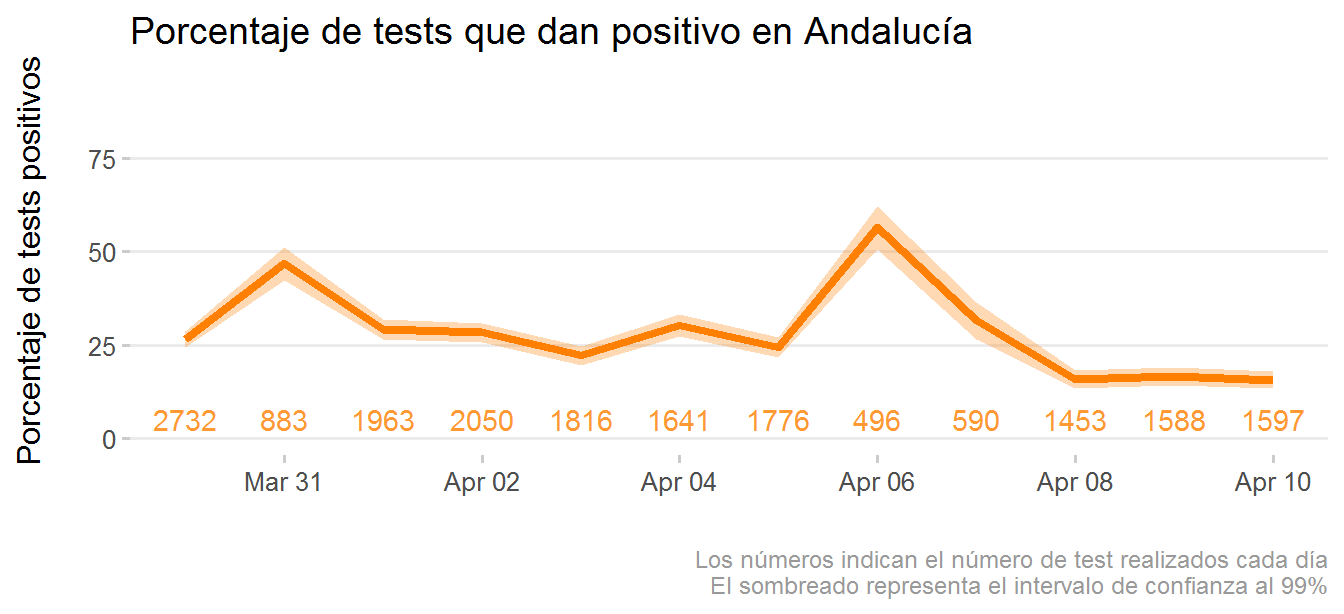 Porcentaje de tests que dan positivo en Andalucía
Porcentaje de tests positivos
75
50
25
0
2732 883 1963 2050 1816 1641 1776 496 590 1453 1588 1597
Mar 31 Apr 02 Apr 04 Apr 06 Apr 08 Apr 10
Los números indican el número de test realizados cada día
El sombreado representa el intervalo de confianza al 99%